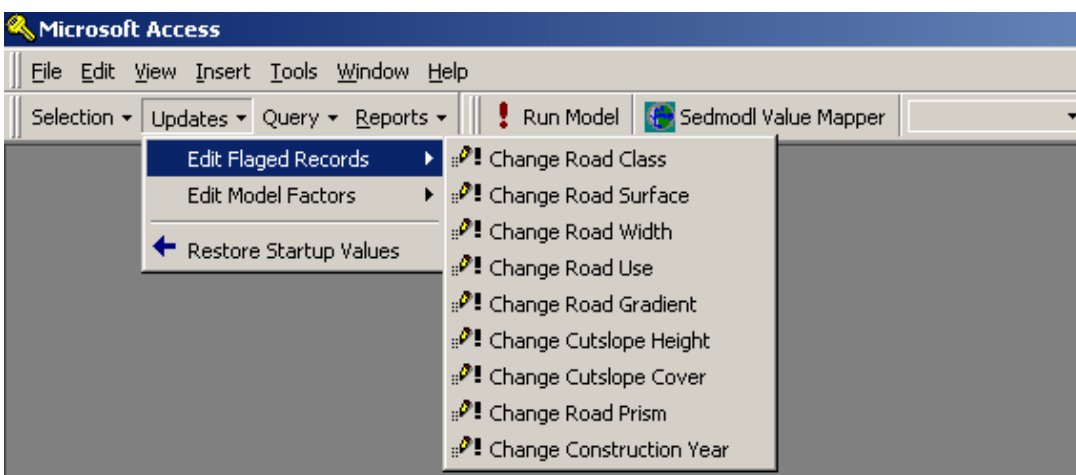 Microsoft Access
File Edit View Insert Tools Window Help
Selection Updates Query Reports Run Model Sedmodl Value Mapper
Edit Flaged Records
Edit Model Factors
Restore Startup Values
Change Road Class
Change Road Surface
Change Road Width
Change Road Use
Change Road Gradient
Change Cutslope Height
Change Cutslope Cover
Change Road Prism
Change Construction Year